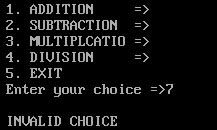 1. ADDITION =>
2. SUBTRACTION =>
3. MULTIPLCATIO =>
4. DIVISION =>
5. EXIT
Enter your choice =>7
INVALID CHOICE